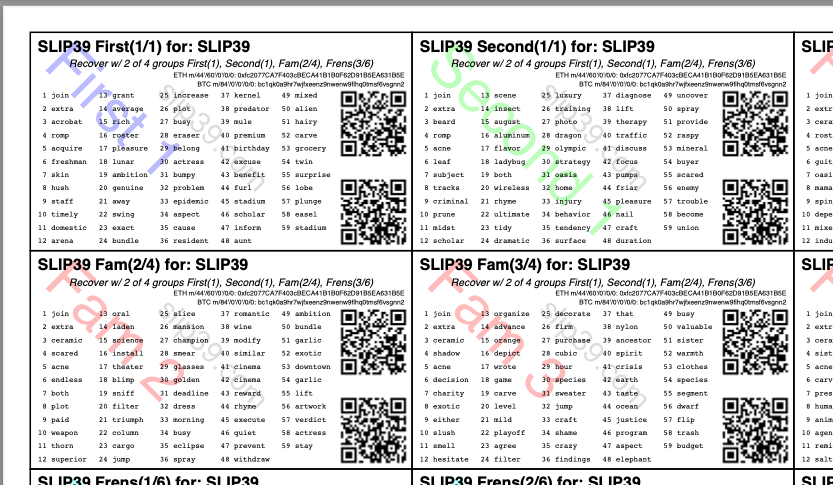 SLIP39 First(1/1) for: SLIP39
Recover w/ 2 of 4 groups First(1), Second(1), Fam(2/4), Frens(3/6)
ETH m/44'/60'/0'/0/0: 0xfc2077CA7F403cBECA41B1B0F62D91B5EA631B5E
BTC m/84'/0'/0'/0/0: bc1qk0a9hr7wjfxeenz9nwenw9flhq0tmsf6vsgnn2
1 join 13 grant 25 increase 37 kernel 49 mixed
2 extra 14 average 26 plot 38 predator 50 alien
3 acrobat 15 rich 27 busy 39 mule 51 hairy
4 romp 16 roster 28 eraser 40 premium 52 carve
5 acquire 17 pleasure 29 belong 41 birthday 53 grocery
6 freshman 18 lunar 30 actress 42 excuse 54 twin
7 skin 19 ambition 31 bumpy 43 benefit 55 surprise
8 hush 20 genuine 32 problem 44 furl 56 lobe
9 staff 21 away 33 epidemic 45 stadium 57 plunge
10 timely 22 swing 34 aspect 46 scholar 58 easel
11 domestic 23 exact 35 cause 47 inform 59 stadium
12 arena 24 bundle 36 resident 48 aunt
First 1
slip39.com
SLIP39 Second(1/1) for: SLIP39
Recover w/ 2 of 4 groups First(1), Second(1), Fam(2/4), Frens(3/6)
ETH m/44'/60'/0'/0/0: 0xfc2077CA7F403cBECA41B1B0F62D91B5EA631B5E
BTC m/84'/0'/0'/0/0: bc1qk0a9hr7wjfxeenz9nwenw9flhq0tmsf6vsgnn2
1 join 13 scene 25 luxury 37 diagnose 49 uncover
2 extra 14 insect 26 training 38 lift 50 spray
3 beard 15 august 27 photo 39 therapy 51 provide
4 romp 16 aluminum 28 dragon 40 traffic 52 raspy
5 acne 17 flavor 29 olympic 41 discuss 53 mineral
6 leaf 18 ladybug 30 strategy 42 focus 54 buyer
7 subject 19 both 31 oasis 43 pumps 55 scared
8 tracks 20 wireless 32 home 44 friar 56 enemy
9 criminal 21 rhyme 33 injury 45 pleasure 57 trouble
10 prune 22 ultimate 34 behavior 46 nail 58 become
11 midst 23 tidy 35 tendency 47 craft 59 union
12 scholar 24 dramatic 36 surface 48 duration
Second 1
slip39.com
SLIP39 Fam(2/4) for: SLIP39
Recover w/ 2 of 4 groups First(1), Second(1), Fam(2/4), Frens(3/6)
ETH m/44'/60'/0'/0/0: 0xfc2077CA7F403cBECA41B1B0F62D91B5EA631B5E
BTC m/84'/0'/0'/0/0: bc1qk0a9hr7wjfxeenz9nwenw9flhq0tmsf6vsgnn2
1 join 13 oral 25 slice 37 romantic 49 ambition
2 extra 14 laden 26 mansion 38 wine 50 bundle
3 ceramic 15 science 27 champion 39 modify 51 garlic
4 scared 16 install 28 smear 40 similar 52 exotic
5 acne 17 theater 29 glasses 41 cinema 53 downtown
6 endless 18 blimp 30 golden 42 cinema 54 garlic
7 both 19 sniff 31 deadline 43 reward 55 lift
8 plot 20 filter 32 dress 44 rhyme 56 artwork
9 paid 21 triumph 33 morning 45 execute 57 verdict
10 weapon 22 column 34 busy 46 quiet 58 actress
11 thorn 23 cargo 35 eclipse 47 prevent 59 stay
12 superior 24 jump 36 spray 48 withdraw
Fam 2
slip39.com
SLIP39 Fam(3/4) for: SLIP39
Recover w/ 2 of 4 groups First(1), Second(1), Fam(2/4), Frens(3/6)
ETH m/44'/60'/0'/0/0: 0xfc2077CA7F403cBECA41B1B0F62D91B5EA631B5E
BTC m/84'/0'/0'/0/0: bc1qk0a9hr7wjfxeenz9nwenw9flhq0tmsf6vsgnn2
1 join 13 organize 25 decorate 37 that 49 busy
2 extra 14 advance 26 firm 38 nylon 50 valuable
3 ceramic 15 orange 27 purchase 39 ancestor 51 sister
4 shadow 16 depict 28 cubic 40 spirit 52 warmth
5 acne 17 wrote 29 hour 41 crisis 53 clothes
6 decision 18 game 30 species 42 earth 54 species
7 charity 19 carve 31 sweater 43 taste 55 segment
8 exotic 20 level 32 jump 44 ocean 56 dwarf
9 either 21 mild 33 craft 45 justice 57 flip
10 slush 22 playoff 34 shame 46 program 58 trash
11 smell 23 agree 35 crazy 47 aspect 59 budget
12 hesitate 24 filter 36 findings 48 elephant
Fam 3
slip39.com
SLIP39 Frens(1/6) for: SLIP39
SLIP39 Frens(2/6) for: SLIP39